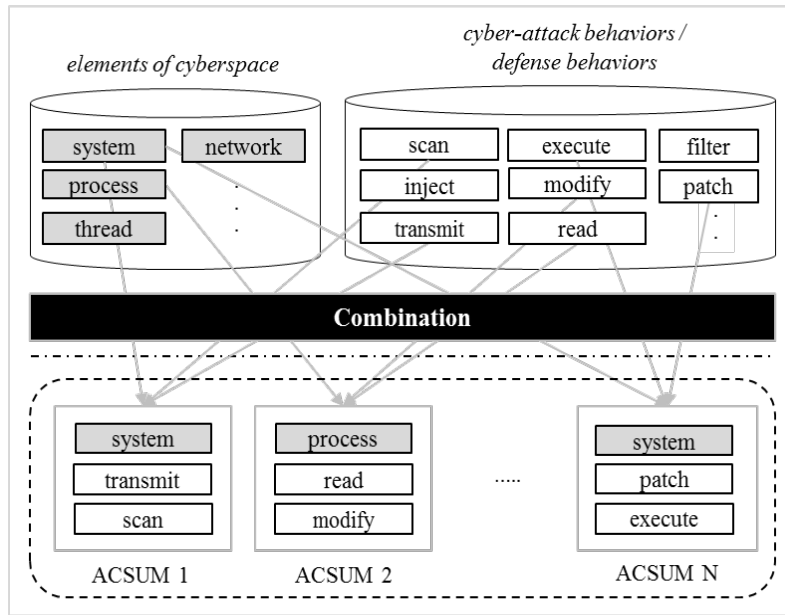 elements of cyberspace
cyber-attack behaviors /
defense behaviors
system
network
process
thread
scan
execute
filter
inject
modify
patch
transmit
read
Combination
system
transmit
scan
ACSUM 1
process
read
modify
ACSUM 2
.....
system
patch
execute
ACSUM N